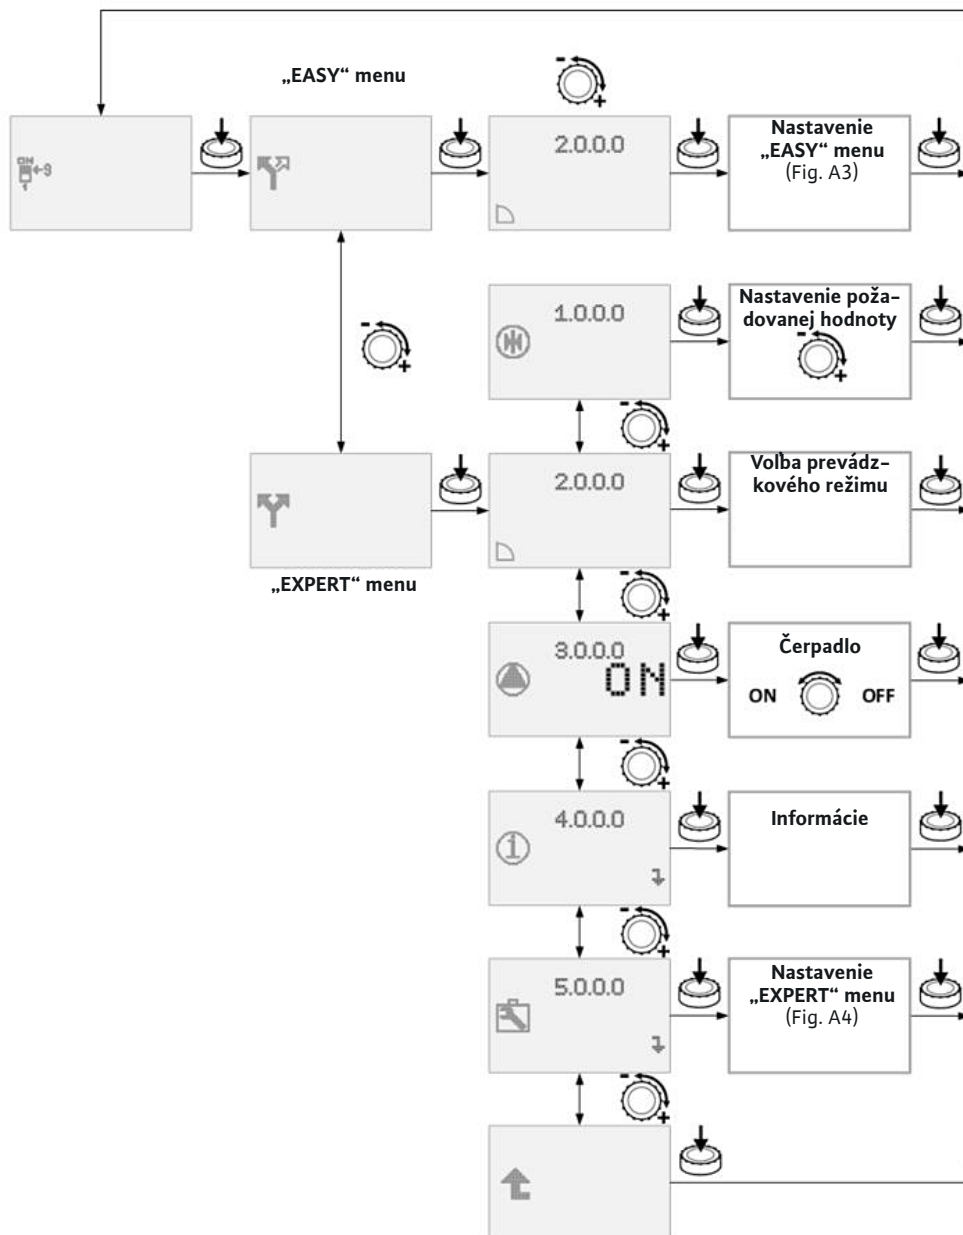 „EASY“ menu
ON
1
2.0.0.0
Nastavenie
„EASY“ menu
(Fig. A3)
1.0.0.0
Nastavenie poža-
dovanej hodnoty
2.0.0.0
Voľba prevádz-
kového režimu
„EXPERT“ menu
3.0.0.0
ON
Čerpadlo
ON OFF
4.0.0.0
Informácie
5.0.0.0
Nastavenie
„EXPERT“ menu
(Fig. A4)